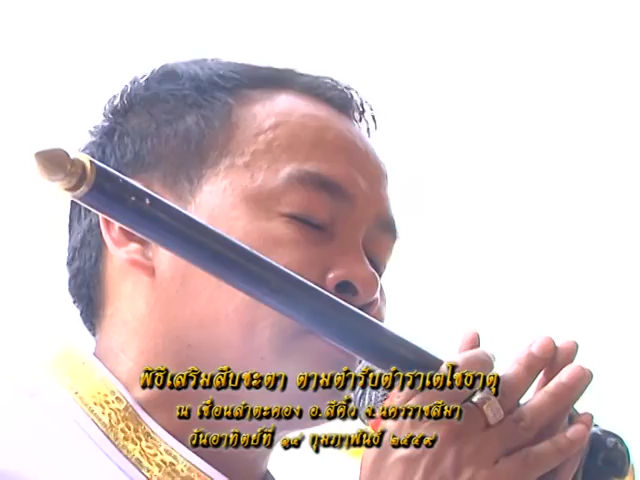 พิธีเสริมสืบชะตา ตามตำรับตำราเตโชธาตุ
ณ เขื่อนลำตะคอง อ.สีคิ้ว จ.นครราชสีมา
วันอาทิตย์ที่ ๑๔ กุมภาพันธ์ ๒๕๕๙